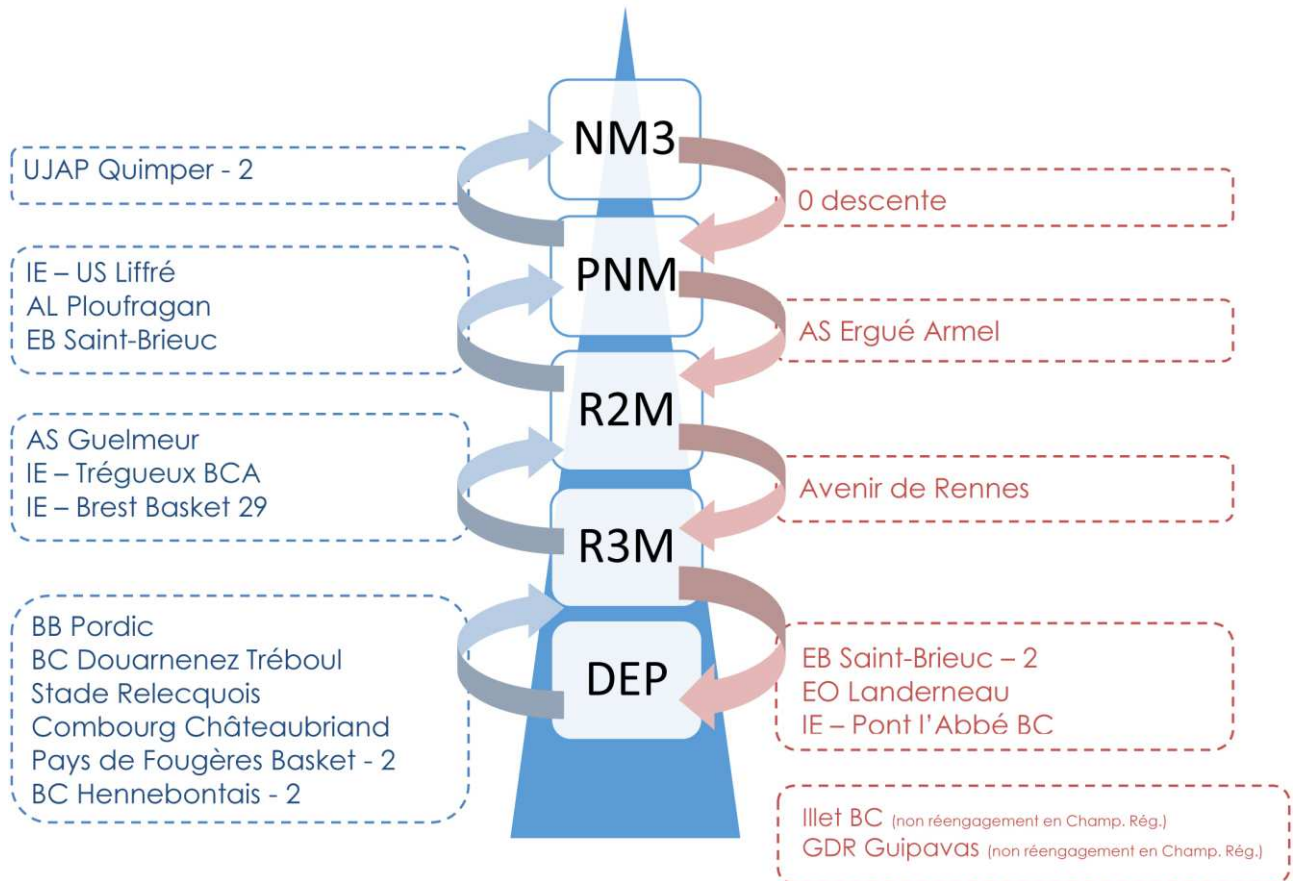 NM3
UJAP Quimper - 2
0 descente
PNM
IE – US Liffré
AL Ploufragan
EB Saint-Brieuc
AS Ergué Armel
R2M
AS Guelmeur
IE – Trégueux BCA
IE – Brest Basket 29
Avenir de Rennes
R3M
BB Pordic
BC Douarnenez Tréboul
Stade Relecquois
Combourg Châteaubriand
Pays de Fougères Basket - 2
BC Hennebontais - 2
DEP
EB Saint-Brieuc – 2
EO Landerneau
IE – Pont l'Abbé BC
Illet BC (non réengagement en Champ. Rég.)
GDR Guipavas (non réengagement en Champ. Rég.)